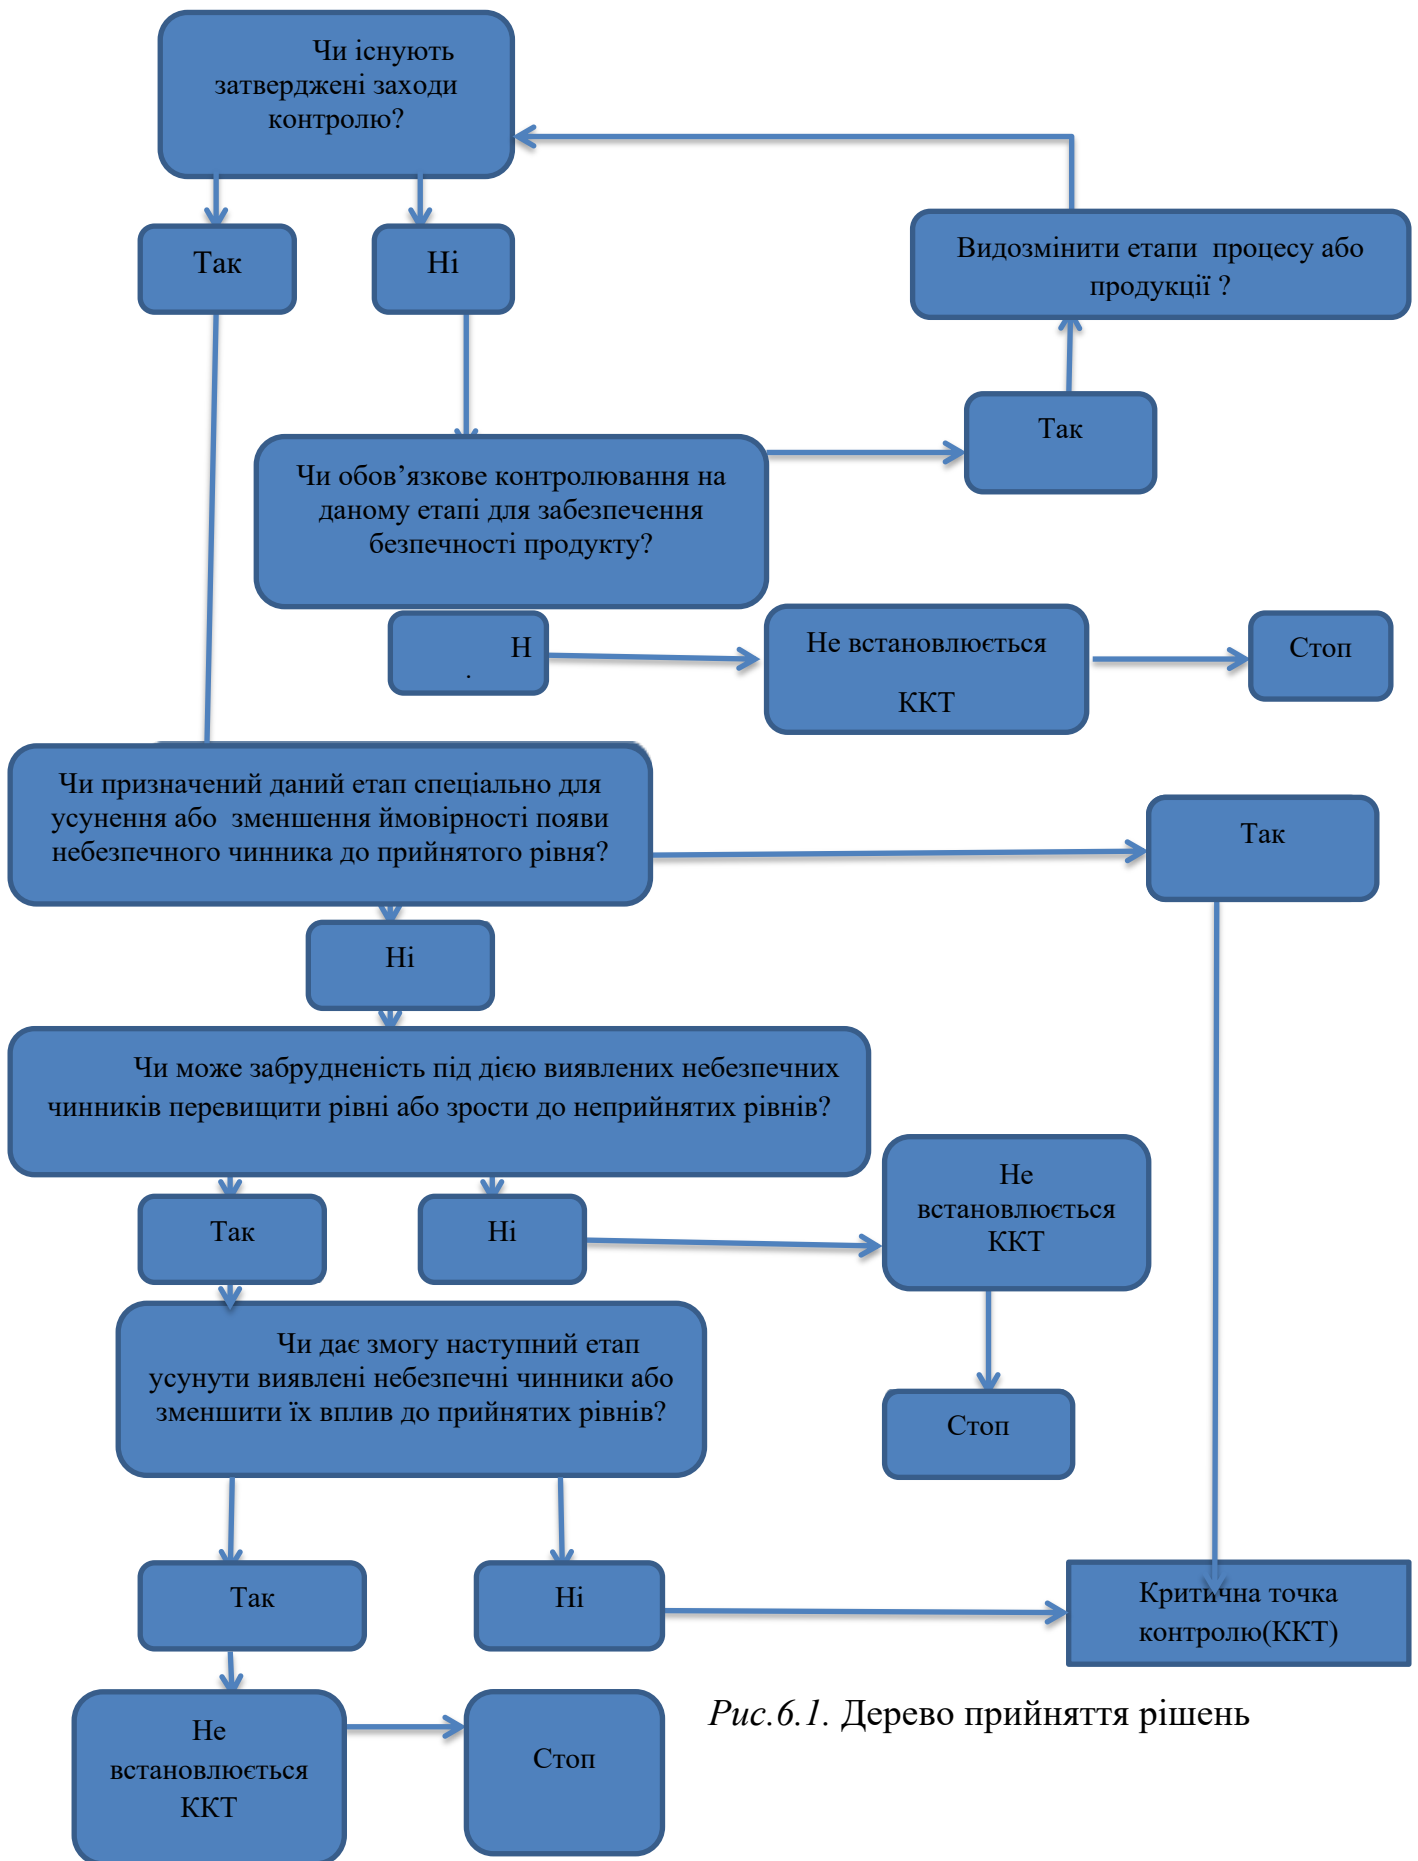 Чи існують
затверджені заходи
контролю?
Так
Ні
Видозмінити етапи процесу або
продукції ?
Так
Чи обов’язкове контролювання на
даному етапі для забезпечення
безпечності продукту?
Н
.
Не встановлюється
ККТ
Стоп
Чи призначений даний етап спеціально для
усунення або зменшення ймовірності появи
небезпечного чинника до прийнятого рівня?
Так
Ні
Чи може забрудненість під дією виявлених небезпечних
чинників перевищити рівні або зрости до неприйнятих рівнів?
Так
Ні
Не
встановлюється
ККТ
Чи дає змогу наступний етап
усунути виявлені небезпечні чинники або
зменшити їх вплив до прийнятих рівнів?
Стоп
Так
Ні
Критична точка
контролю(ККТ)
Не
встановлюється
ККТ
Стоп
Рис.6.1. Дерево прийняття рішень